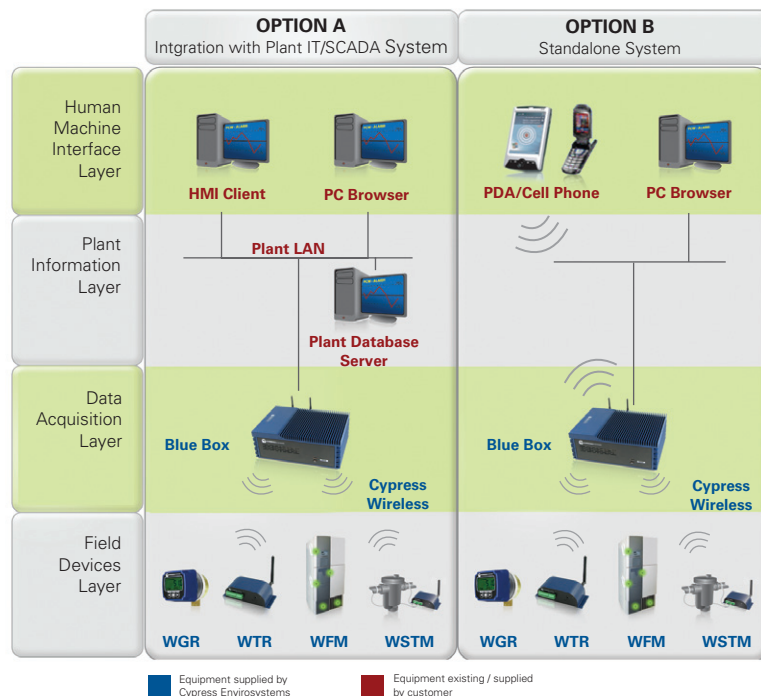 OPTION A
Intgration with Plant IT/SCADA System
OPTION B
Standalone System
Human
Machine
Interface
Layer
HMI Client
PC Browser
PDA/Cell Phone
PC Browser
Plant
Information
Layer
Plant LAN
Plant Database
Server
Data
Acquisition
Layer
Blue Box
Cypress
Wireless
Blue Box
Cypress
Wireless
Field
Devices
Layer
WGR
WTR
WFM
WSTM
WGR
WTR
WFM
WSTM
Equipment supplied by
Cypress Envirosystems
Equipment existing / supplied
by customer